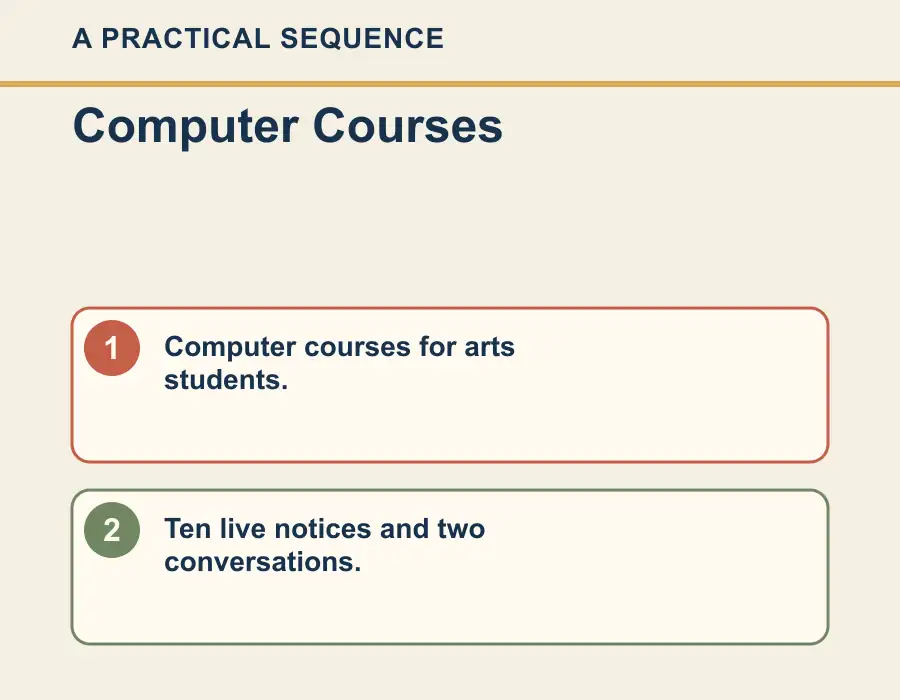 A PRACTICAL SEQUENCE
Computer Courses
1
Computer courses for arts
students.
2
Ten live notices and two
conversations.